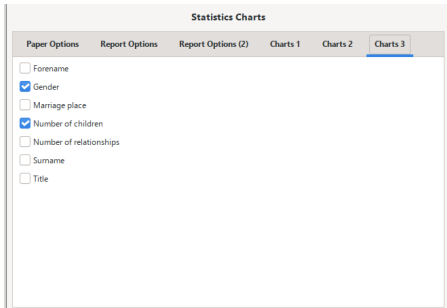 Statistics Charts
Paper Options Report Options Report Options (2) Charts 1 Charts 2 Charts 3
Forename
Gender
Marriage place
Number of children
Number of relationships
Surname
Title